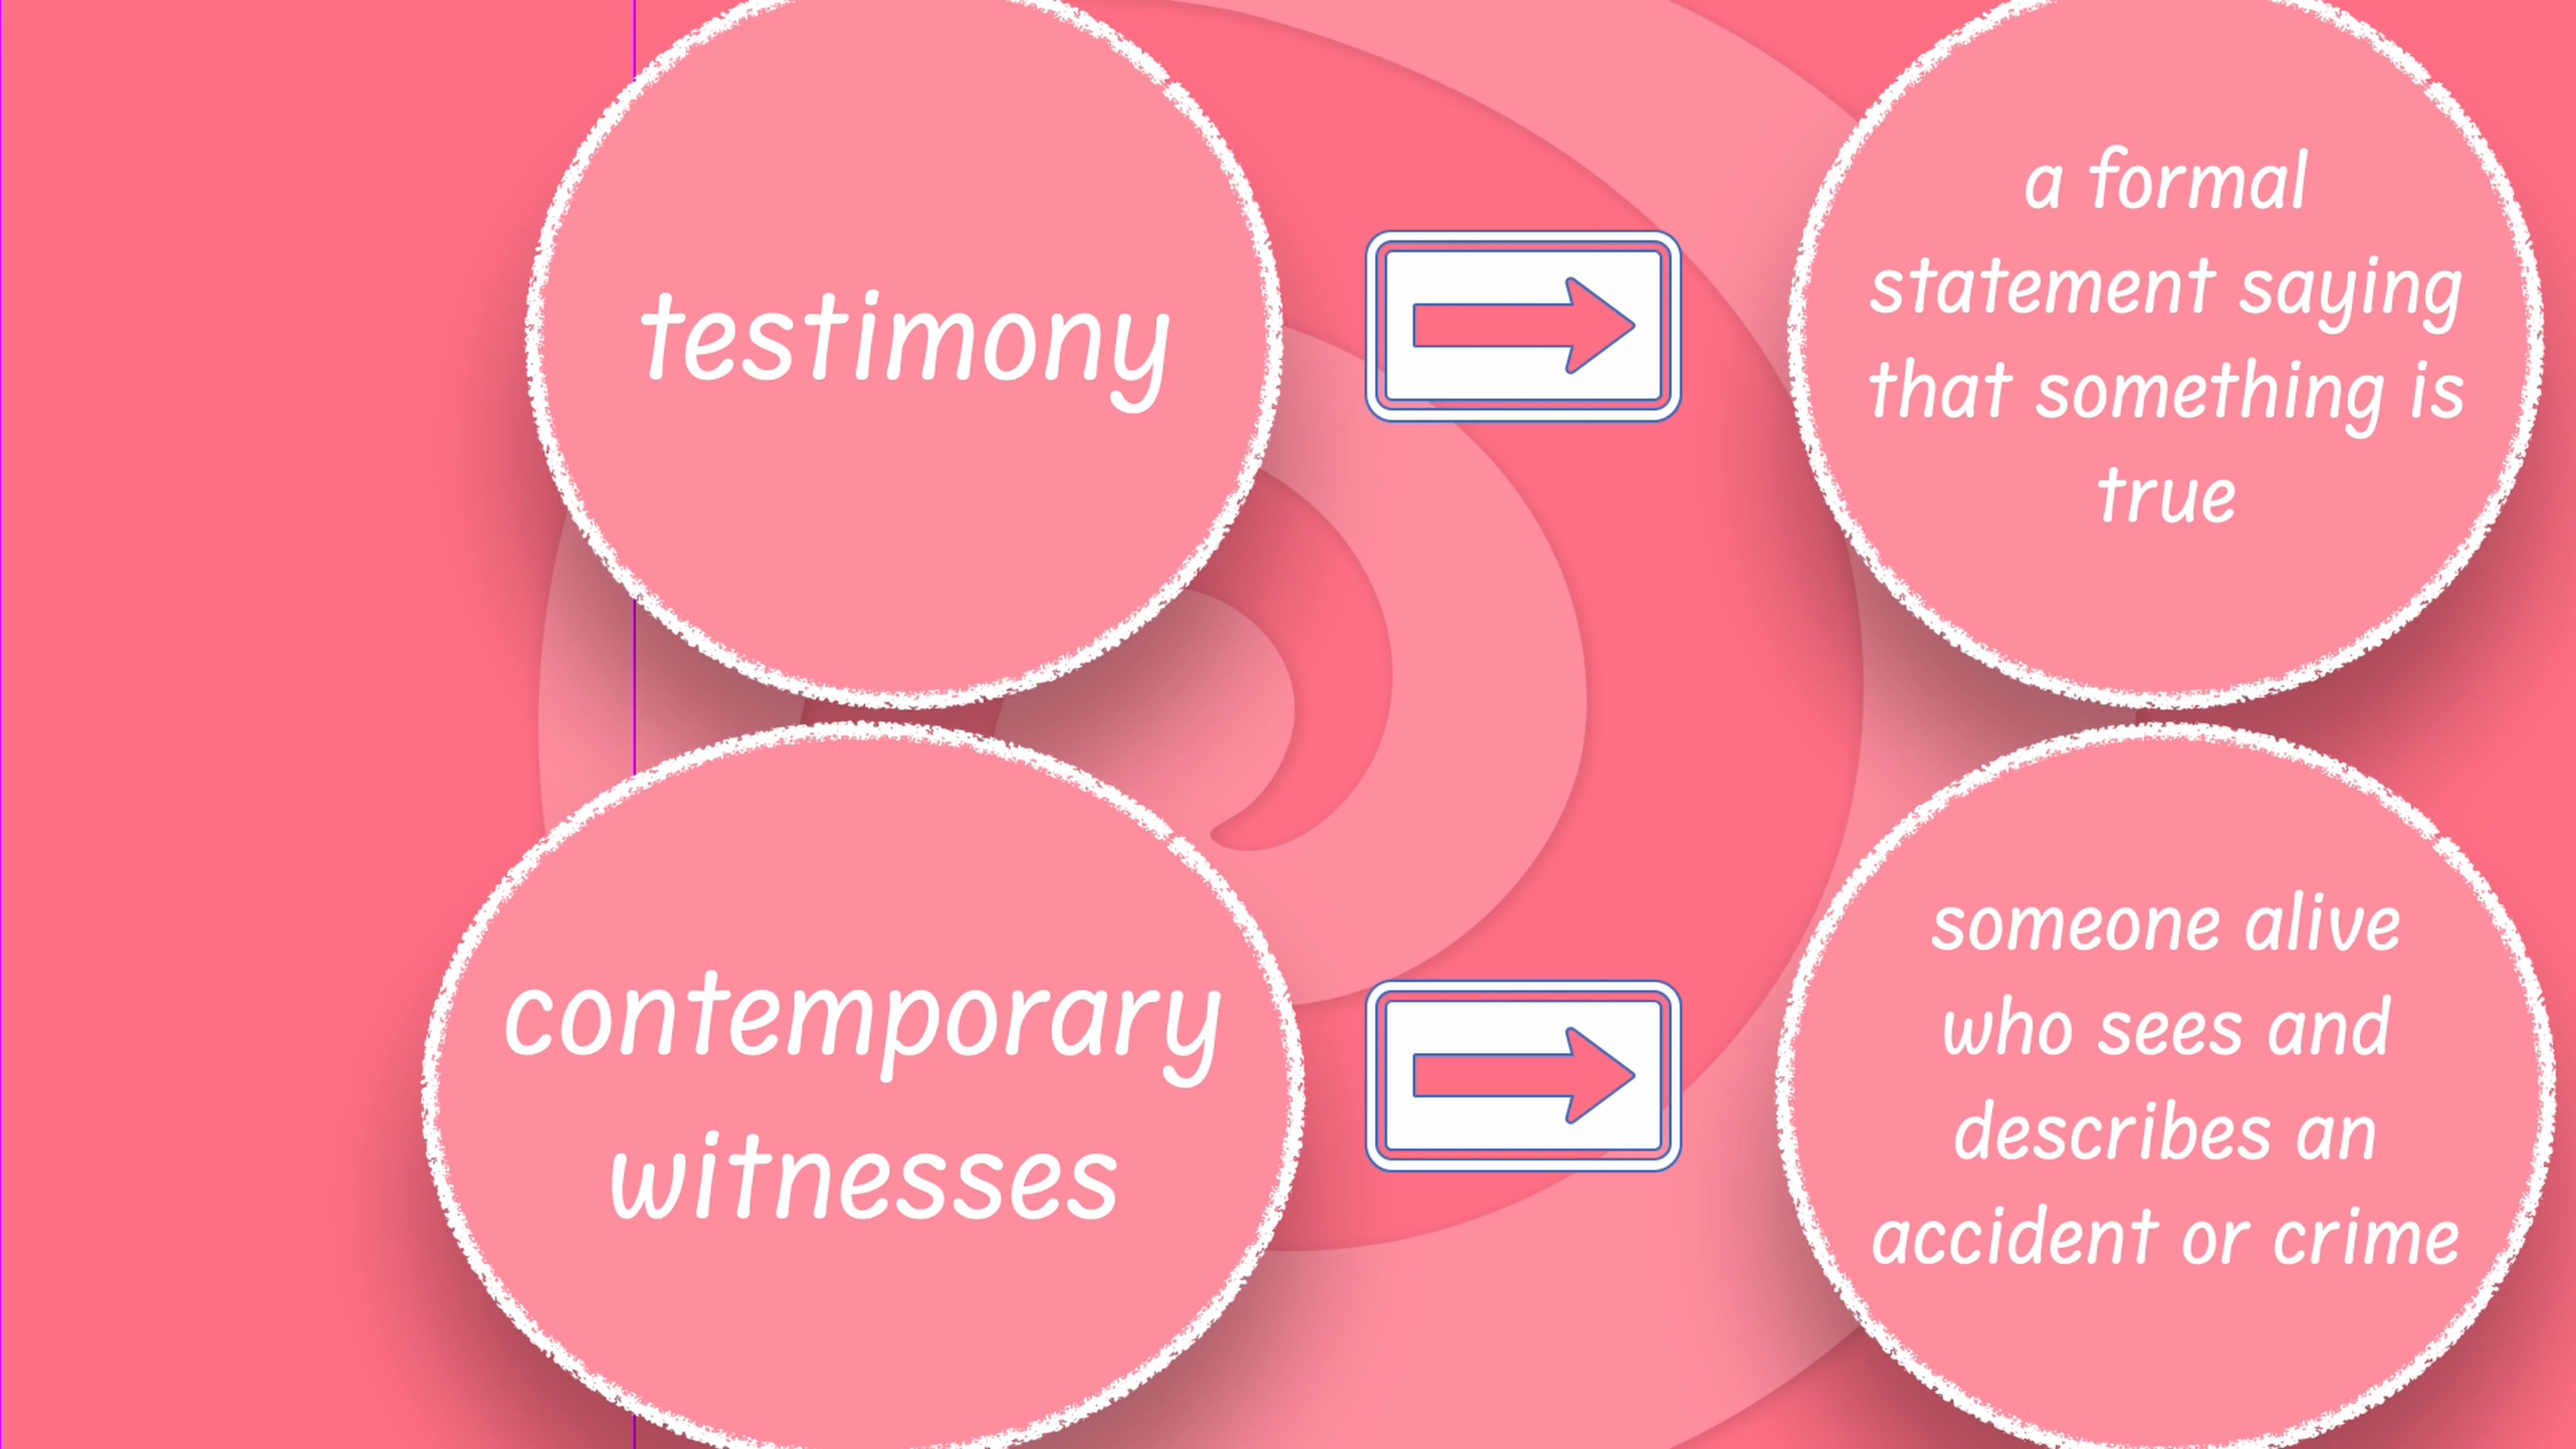 testimony
a formal
statement saying
that something is
true
contemporary
witnesses
someone alive
who sees and
describes an
accident or crime